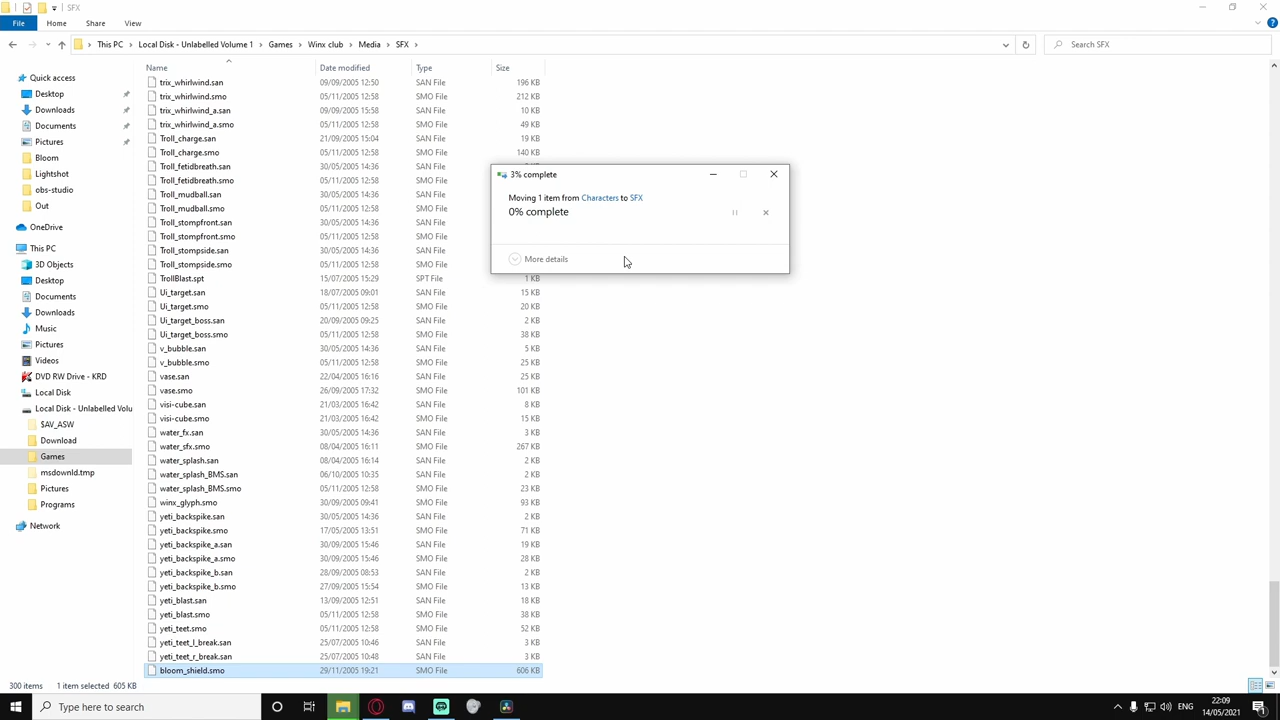 SFX
File Home Share View
This PC Local Disk - Unlabelled Volume 1 Games Winx club Media SFX
Search SFX
Name Date modified Type Size
trix_whirlwind.san 09/09/2005 12:50 SAN File 196 KB
trix_whirlwind.smo 05/11/2005 12:58 SMO File 212 KB
trix_whirlwind_a.san 09/09/2005 15:58 SAN File 10 KB
trix_whirlwind_a.smo 05/11/2005 12:58 SMO File 49 KB
Troll_charge.san 21/09/2005 15:04 SAN File 19 KB
Troll_charge.smo 05/11/2005 12:58 SMO File 140 KB
Troll_fetidbreath.san 30/05/2005 14:36 SAN File
Troll_fetidbreath.smo 05/11/2005 12:58 SMO File
Troll_mudball.san 30/05/2005 14:36 SAN File
Troll_mudball.smo 05/11/2005 12:58 SMO File
Troll_stompfront.san 30/05/2005 14:36 SAN File
Troll_stompfront.smo 05/11/2005 12:58 SMO File
Troll_stompside.san 30/05/2005 14:36 SAN File
Troll_stompside.smo 05/11/2005 12:58 SMO File
TrollBlast.spt 15/07/2005 15:29 SPT File 1 KB
Ui_target.san 18/07/2005 09:01 SAN File 15 KB
Ui_target.smo 05/11/2005 12:58 SMO File 20 KB
Ui_target_boss.san 20/09/2005 09:25 SAN File 2 KB
Ui_target_boss.smo 05/11/2005 12:58 SMO File 38 KB
v_bubble.san 30/05/2005 14:36 SAN File 5 KB
v_bubble.smo 05/11/2005 12:58 SMO File 25 KB
vase.san 22/04/2005 16:16 SAN File 25 KB
vase.smo 26/09/2005 17:32 SMO File 101 KB
visi-cube.san 21/03/2005 16:42 SAN File 8 KB
visi-cube.smo 21/03/2005 16:42 SMO File 15 KB
water_fx.san 30/05/2005 14:36 SAN File 3 KB
water_sfx.smo 08/04/2005 16:11 SMO File 267 KB
water_splash.san 08/04/2005 16:14 SAN File 2 KB
water_splash_BMS.san 06/10/2005 10:35 SAN File 2 KB
water_splash_BMS.smo 05/11/2005 12:58 SMO File 23 KB
winx_glyph.smo 30/09/2005 09:41 SMO File 93 KB
yeti_backspike.san 30/05/2005 14:36 SAN File 2 KB
yeti_backspike.smo 17/05/2005 13:51 SMO File 71 KB
yeti_backspike_a.san 30/09/2005 15:46 SAN File 19 KB
yeti_backspike_a.smo 30/09/2005 15:46 SMO File 28 KB
yeti_backspike_b.san 28/09/2005 08:53 SAN File 2 KB
yeti_backspike_b.smo 27/09/2005 15:54 SMO File 13 KB
yeti_blast.san 13/09/2005 12:51 SAN File 18 KB
yeti_blast.smo 05/11/2005 12:58 SMO File 38 KB
yeti_teet.smo 05/11/2005 12:58 SMO File 52 KB
yeti_teet_l_break.san 25/07/2005 10:46 SAN File 3 KB
yeti_teet_r_break.san 25/07/2005 10:48 SAN File 3 KB
bloom_shield.smo 29/11/2005 19:21 SMO File 606 KB
Quick access
Desktop
Downloads
Documents
Pictures
Bloom
Lightshot
obs-studio
Out
OneDrive
This PC
3D Objects
Desktop
Documents
Downloads
Music
Pictures
Videos
DVD RW Drive - KRD
Local Disk
Local Disk - Unlabelled Volu
$AV_ASW
Download
Games
msdownld.tmp
Pictures
Programs
Network
3% complete
Moving 1 item from Characters to SFX
0% complete
More details
300 items 1 item selected 605 KB
Type here to search
ENG
22:09
14/05/2021
1